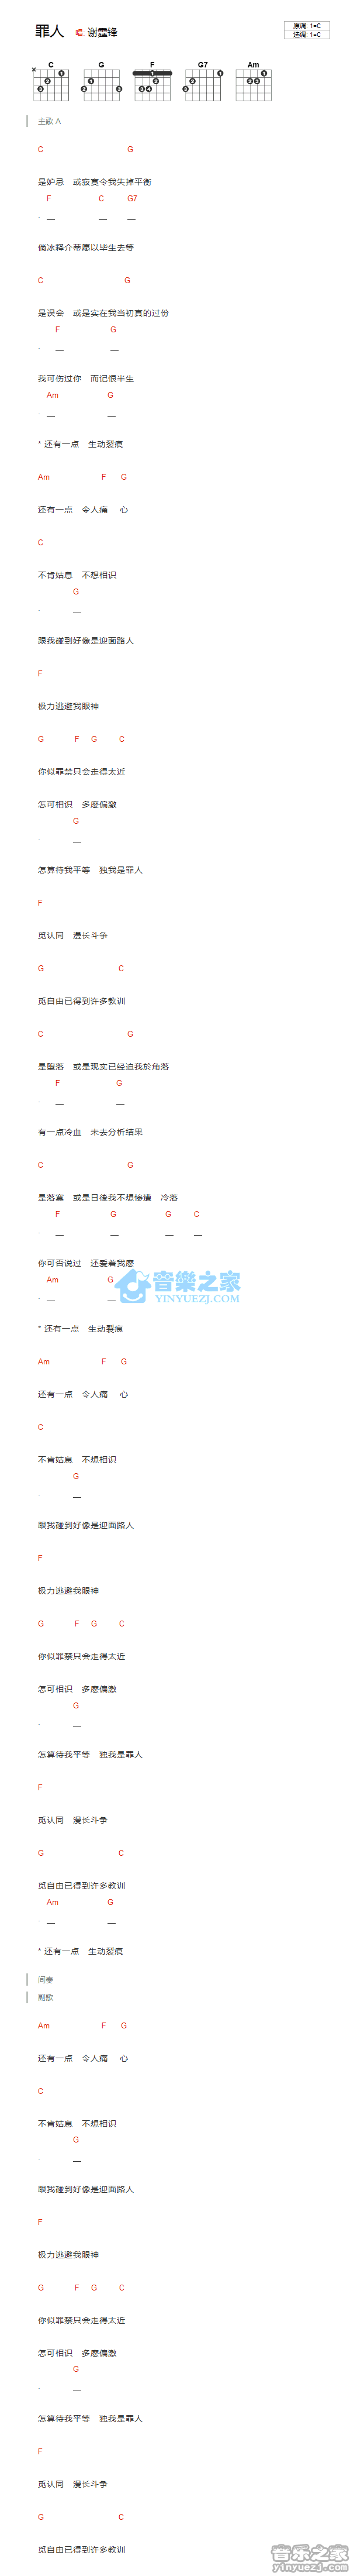 罪人 唱 谢霆锋
原调: 1=C
选调: 1=C
C G F G7 Am
主歌 A
C G
是妒忌 或寂寞令我失掉平衡
F C G7
. — — —
倘冰释介蒂愿以毕生去等
C G
是误会 或是实在我当初真的过份
F G
. — —
我可伤过你 而记恨半生
Am G
. — —
* 还有一点 生动裂痕
Am F G
还有一点 令人痛 心
C
不肯姑息 不想相识
G
. —
跟我碰到好像是迎面路人
F
极力逃避我眼神
G F G C
你似罪禁只会走得太近
怎可相识 多麽偏激
G
. —
怎算待我平等 独我是罪人
F
觅认同 漫长斗争
G C
觅自由已得到许多教训
C G
是堕落 或是现实已经迫我於角落
F G
. — —
有一点冷血 未去分析结果
C G
是落寞 或是日後我不想惨遭 冷落
F G G C
. — — — —
你可否说过 还爱着我麽
Am G
. — —
音樂之家
YINYUEZJ.COM
* 还有一点 生动裂痕
Am F G
还有一点 令人痛 心
C
不肯姑息 不想相识
G
. —
跟我碰到好像是迎面路人
F
极力逃避我眼神
G F G C
你似罪禁只会走得太近
怎可相识 多麽偏激
G
. —
怎算待我平等 独我是罪人
F
觅认同 漫长斗争
G C
觅自由已得到许多教训
Am G
. — —
* 还有一点 生动裂痕
间奏
副歌
Am F G
还有一点 令人痛 心
C
不肯姑息 不想相识
G
. —
跟我碰到好像是迎面路人
F
极力逃避我眼神
G F G C
你似罪禁只会走得太近
怎可相识 多麽偏激
G
. —
怎算待我平等 独我是罪人
F
觅认同 漫长斗争
G C
觅自由已得到许多教训
音乐之家
yinyuezj.com